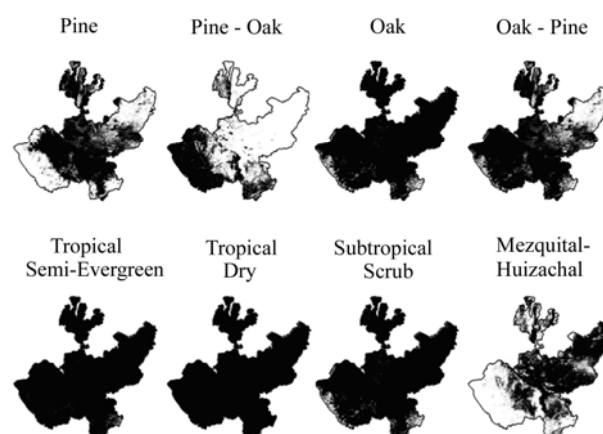 Pine
Pine - Oak
Oak
Oak - Pine
Tropical
Semi-Evergreen
Tropical
Dry
Subtropical
Scrub
Mezquital-
Huizachal